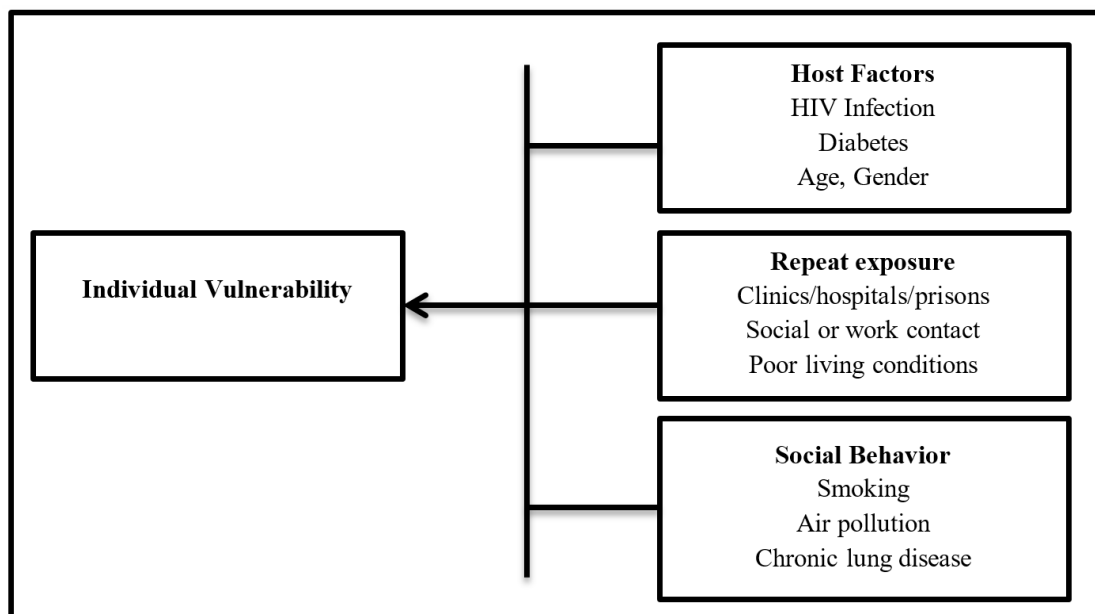 Individual Vulnerability
Host Factors
HIV Infection
Diabetes
Age, Gender
Repeat exposure
Clinics/hospitals/prisons
Social or work contact
Poor living conditions
Social Behavior
Smoking
Air pollution
Chronic lung disease